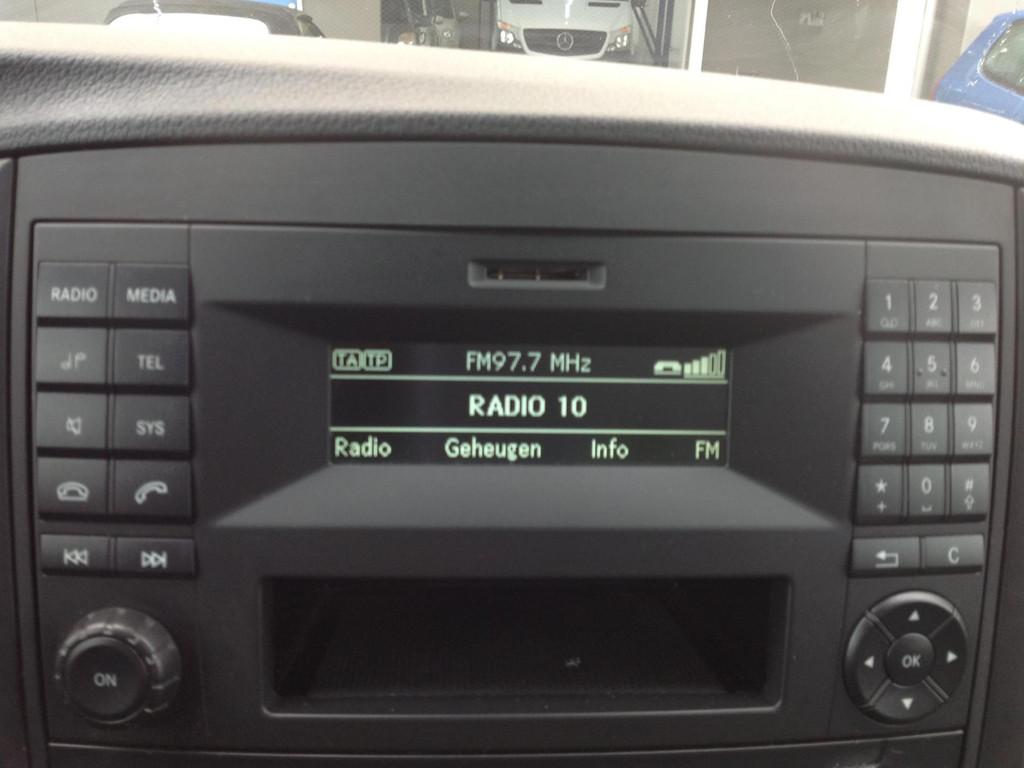 RADIO MEDIA
TEL
SYS
ON
TA TP FM97.7 MHz
RADIO 10
Radio Geheugen Info FM
1 2 ABC 3
4 GHI 5 JKL 6 MNO
7 PQRS 8 TUV 9 WXYZ
* + 0 #
C
OK